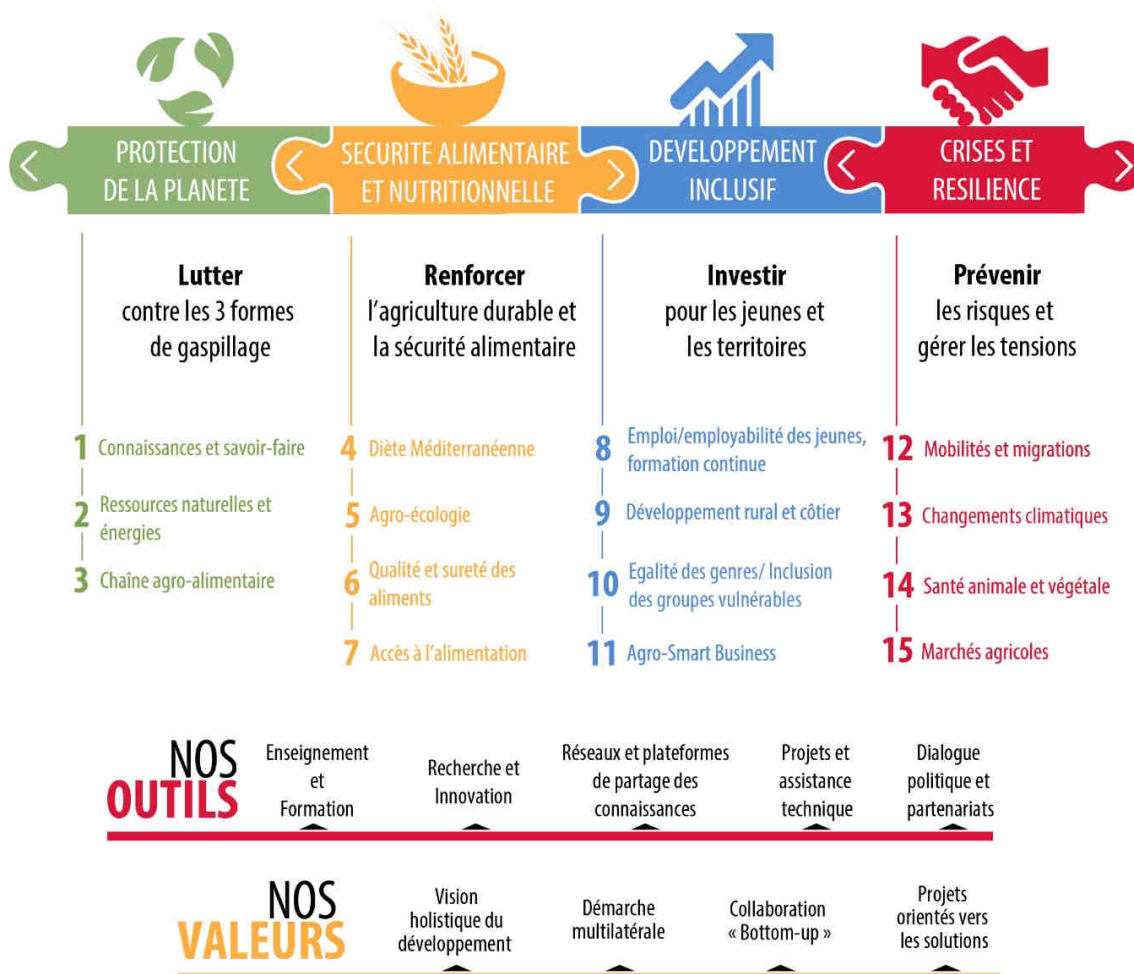 PROTECTION
DE LA PLANETE
SECURITE ALIMENTAIRE
ET NUTRITIONNELLE
DEVELOPPEMENT
INCLUSIF
CRISES ET
RESILIENCE
Lutter
contre les 3 formes
de gaspillage
Renforcer
l'agriculture durable et
la sécurité alimentaire
Investir
pour les jeunes et
les territoires
Prévenir
les risques et
gérer les tensions
1 Connaissances et savoir-faire
2 Ressources naturelles et
énergies
3 Chaîne agro-alimentaire
4 Diète Méditerranéenne
5 Agro-écologie
6 Qualité et sureté des
aliments
7 Accès à l'alimentation
8 Emploi/employabilité des jeunes,
formation continue
9 Développement rural et côtier
10 Egalité des genres/ Inclusion
des groupes vulnérables
11 Agro-Smart Business
12 Mobilités et migrations
13 Changements climatiques
14 Santé animale et végétale
15 Marchés agricoles
NOS
OUTILS
Enseignement
et
Formation
Recherche et
Innovation
Réseaux et plateformes
de partage des
connaissances
Projets et
assistance
technique
Dialogue
politique et
partenariats
NOS
VALEURS
Vision
holistique du
développement
Démarche
multilatérale
Collaboration
« Bottom-up »
Projets
orientés vers
les solutions